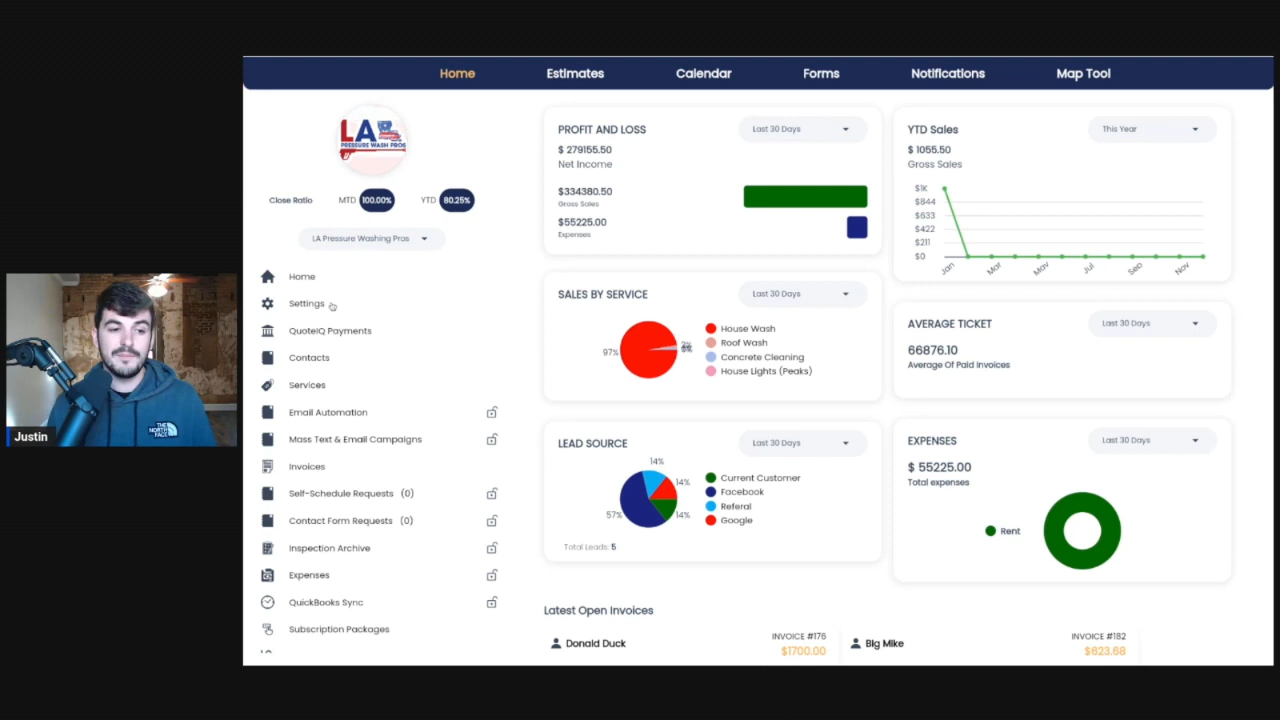 Home Estimates Calendar Forms Notifications Map Tool
LA
PRESSURE WASH PROS
Close Ratio MTD 100.00% YTD 80.25%
LA Pressure Washing Pros
Home
Settings
QuoteIQ Payments
Contacts
Services
Email Automation
Mass Text & Email Campaigns
Invoices
Self-Schedule Requests (0)
Contact Form Requests (0)
Inspection Archive
Expenses
QuickBooks Sync
Subscription Packages
PROFIT AND LOSS Last 30 Days
$ 279155.50
Net Income
$334380.50
Gross Sales
$55225.00
Expenses
YTD Sales This Year
$ 1055.50
Gross Sales
$1K
$844
$633
$422
$211
$0
Jan Mar May Jul Sep Nov
SALES BY SERVICE Last 30 Days
97%
House Wash
Roof Wash
Concrete Cleaning
House Lights (Peaks)
AVERAGE TICKET Last 30 Days
66876.10
Average Of Paid Invoices
LEAD SOURCE Last 30 Days
14%
14%
57% 14%
Current Customer
Facebook
Referal
Google
Total Leads: 5
EXPENSES Last 30 Days
$ 55225.00
Total expenses
Rent
Latest Open Invoices
Donald Duck INVOICE #176
$1700.00
Big Mike INVOICE #182
$623.68
THE
NORTH
FACE
Justin